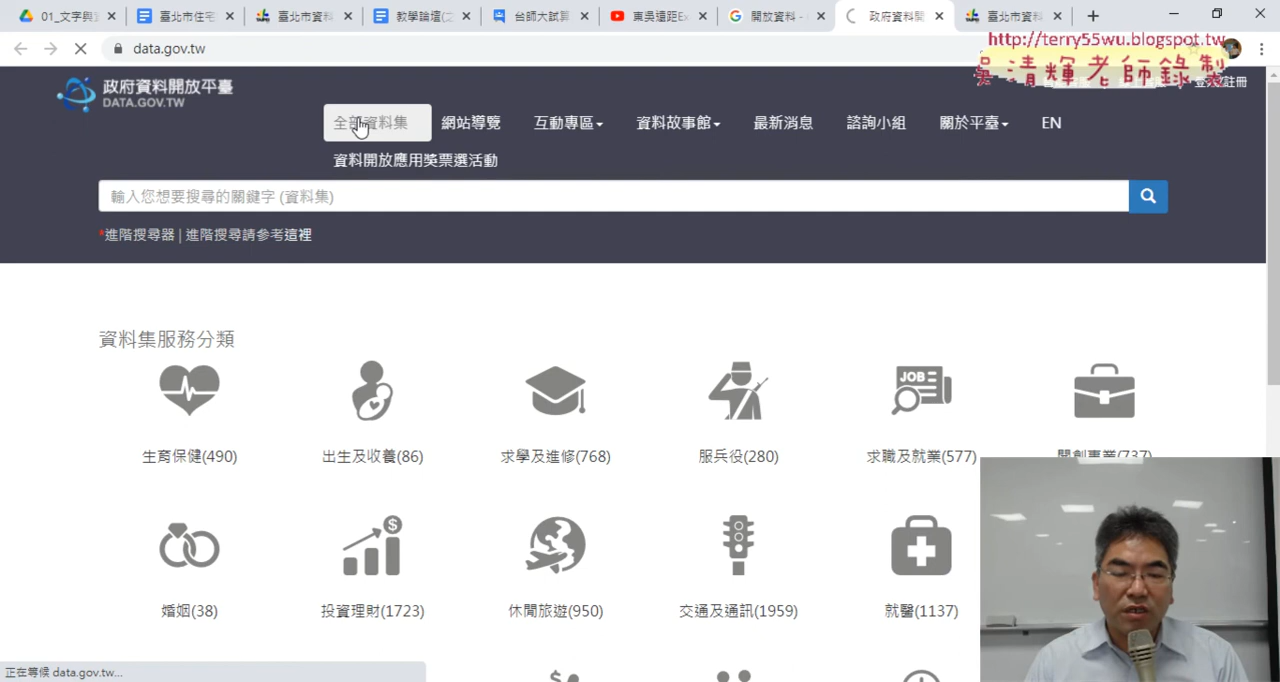 01_文字與
臺北市住宅
臺北市資料
教學論壇(
台師大試算
東吳遠距Ex
開放資料 -
政府資料開
臺北市資料
data.gov.tw
http://terry55wu.blogspot.tw
吳清輝老師錄製
政府資料開放平臺
DATA.GOV.TW
註冊
全部資料集
網站導覽
互動專區
資料故事館
最新消息
諮詢小組
關於平臺
EN
資料開放應用獎票選活動
輸入您想要搜尋的關鍵字 (資料集)
*進階搜尋器 | 進階搜尋請參考這裡
資料集服務分類
JOB
生育保健(490)
出生及收養(86)
求學及進修(768)
服兵役(280)
求職及就業(577)
開創事業(737)
$
婚姻(38)
投資理財(1723)
休閒旅遊(950)
交通及通訊(1959)
就醫(1137)
$
正在等候 data.gov.tw...